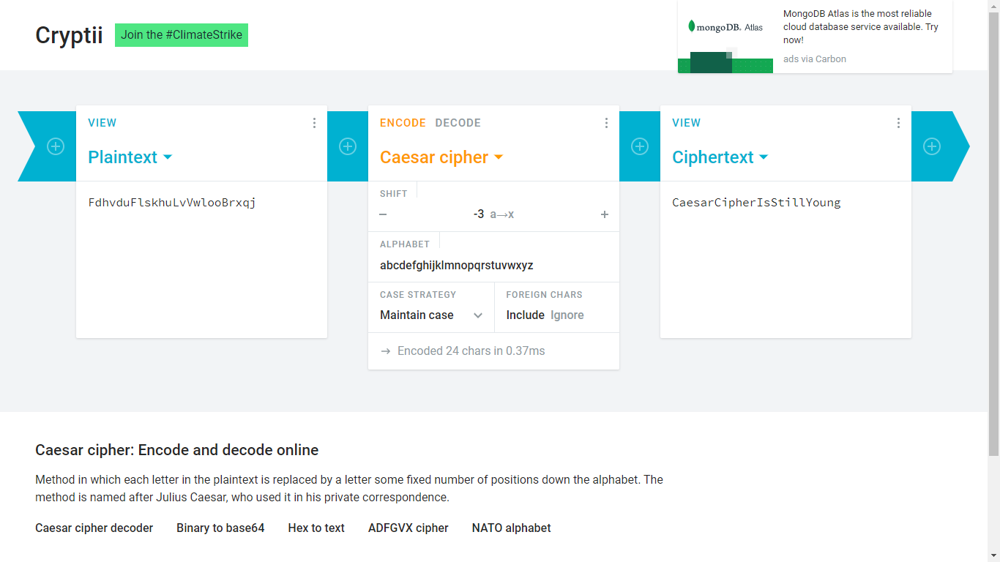 Cryptii
Join the #ClimateStrike
mongoDB. Atlas
MongoDB Atlas is the most reliable
cloud database service available. Try
now!
ads via Carbon
VIEW
Plaintext
FdhvduFlskhuLvVwlooBrxqj
ENCODE DECODE
Caesar cipher
SHIFT
-3 a→x
ALPHABET
abcdefghijklmnopqrstuvwxyz
CASE STRATEGY
Maintain case
FOREIGN CHARS
Include Ignore
→ Encoded 24 chars in 0.37ms
VIEW
Ciphertext
CaesarCipherIsStillYoung
Caesar cipher: Encode and decode online
Method in which each letter in the plaintext is replaced by a letter some fixed number of positions down the alphabet. The
method is named after Julius Caesar, who used it in his private correspondence.
Caesar cipher decoder Binary to base64 Hex to text ADFGVX cipher NATO alphabet